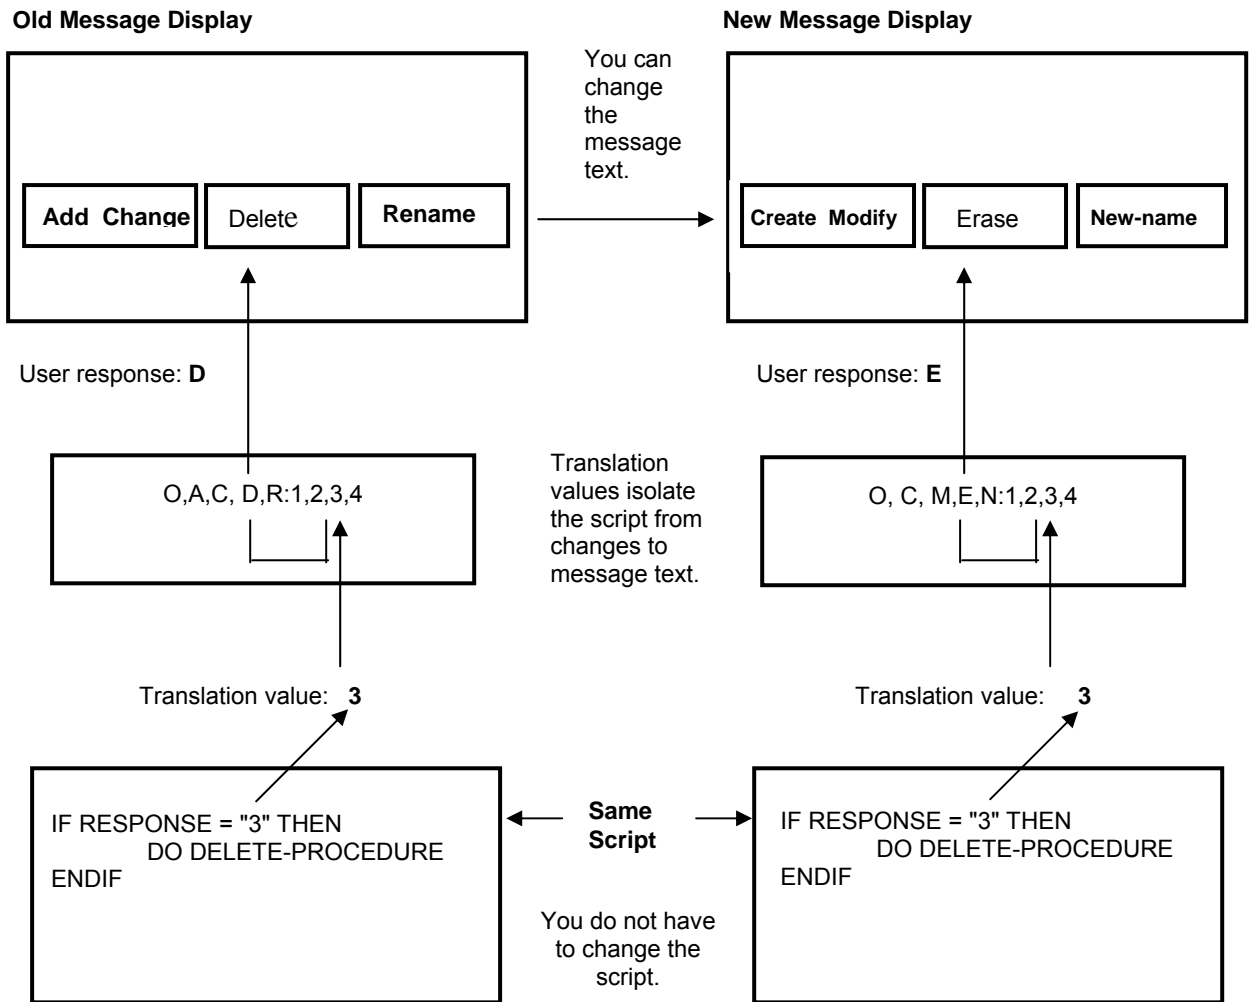 Old Message Display
New Message Display
You can
change
the
message
text.
Add  Change
Delete
Rename
Create  Modify
Erase
New-name
User response: D
User response: E
O,A,C, D,R:1,2,3,4
Translation
values isolate
the script from
changes to
message text.
O, C, M,E,N:1,2,3,4
Translation value:  3
Translation value:  3
IF RESPONSE = "3" THEN
DO DELETE-PROCEDURE
ENDIF
Same
Script
You do not have
to change the
script.
IF RESPONSE = "3" THEN
DO DELETE-PROCEDURE
ENDIF